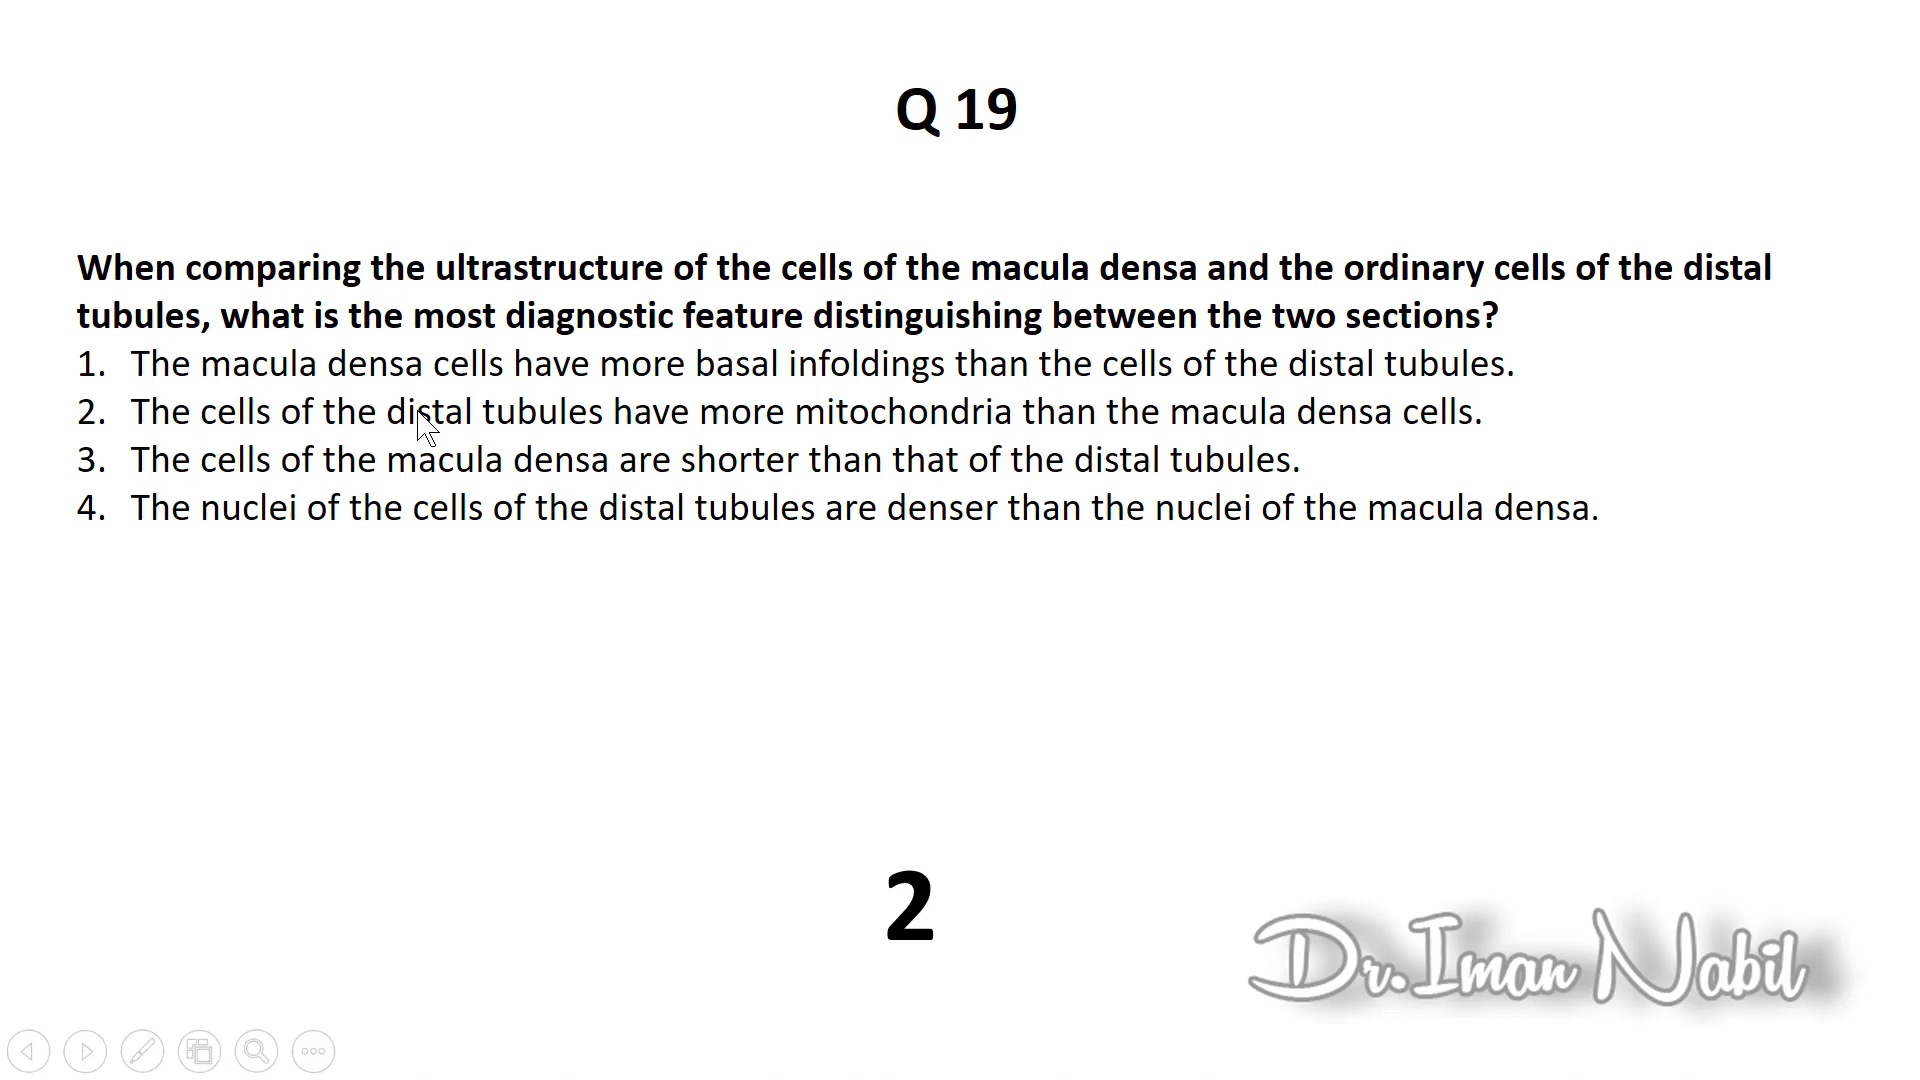 Q 19
When comparing the ultrastructure of the cells of the macula densa and the ordinary cells of the distal
tubules, what is the most diagnostic feature distinguishing between the two sections?
1. The macula densa cells have more basal infoldings than the cells of the distal tubules.
2. The cells of the distal tubules have more mitochondria than the macula densa cells.
3. The cells of the macula densa are shorter than that of the distal tubules.
4. The nuclei of the cells of the distal tubules are denser than the nuclei of the macula densa.
2
Dr.Iman Nabil